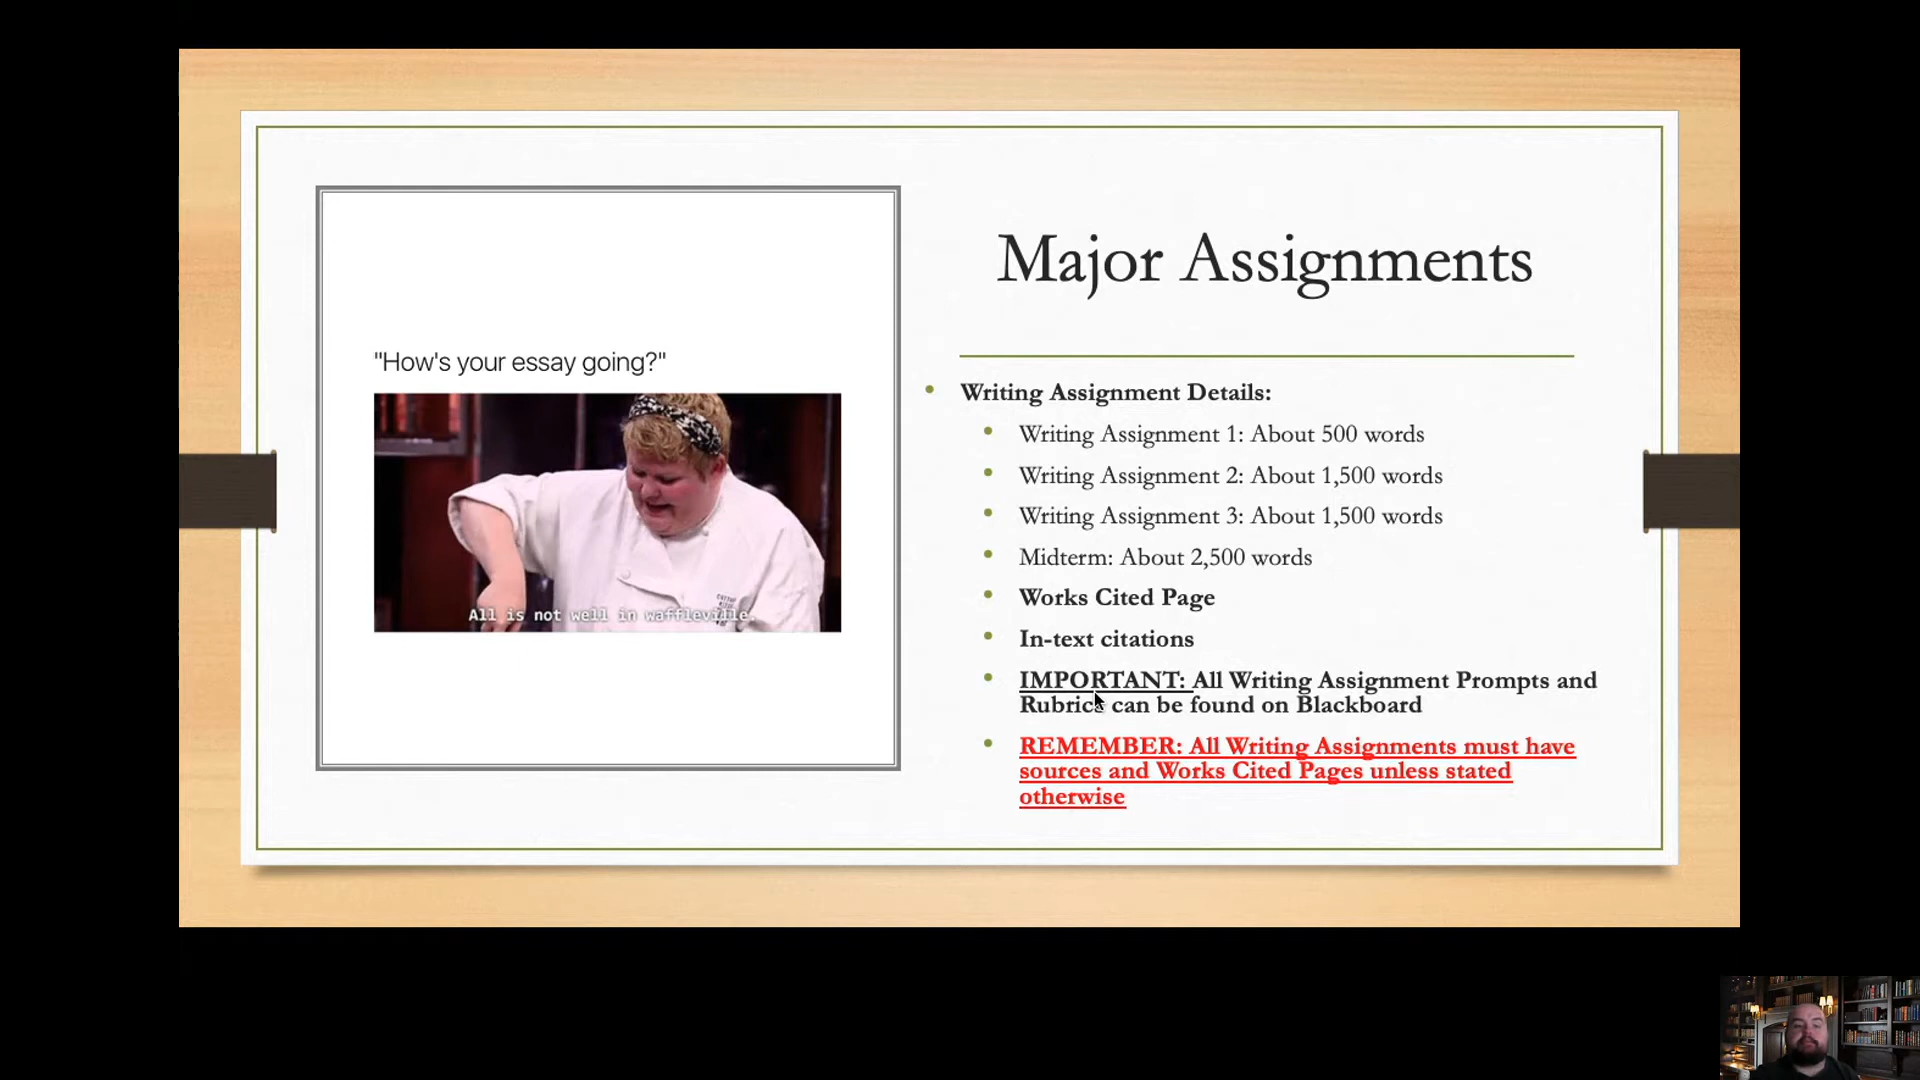 "How's your essay going?"
All is not well in waffleville.
Major Assignments
Writing Assignment Details:
Writing Assignment 1: About 500 words
Writing Assignment 2: About 1,500 words
Writing Assignment 3: About 1,500 words
Midterm: About 2,500 words
Works Cited Page
In-text citations
IMPORTANT: All Writing Assignment Prompts and
Rubrics can be found on Blackboard
REMEMBER: All Writing Assignments must have
sources and Works Cited Pages unless stated
otherwise